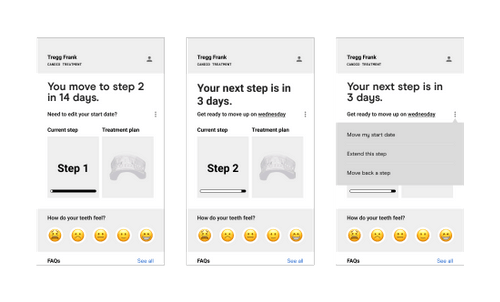 Tregg Frank
CANDID TREATMENT
You move to step 2
in 14 days.
Need to edit your start date?
Current step
Treatment plan
Step 1
How do your teeth feel?
FAQs
See all
Tregg Frank
CANDID TREATMENT
Your next step is in
3 days.
Get ready to move up on wednesday
Current step
Treatment plan
Step 2
How do your teeth feel?
FAQs
See all
Tregg Frank
CANDID TREATMENT
Your next step is in
3 days.
Get ready to move up on wednesday
Move my start date
Extend this step
Move back a step
How do your teeth feel?
FAQs
See all